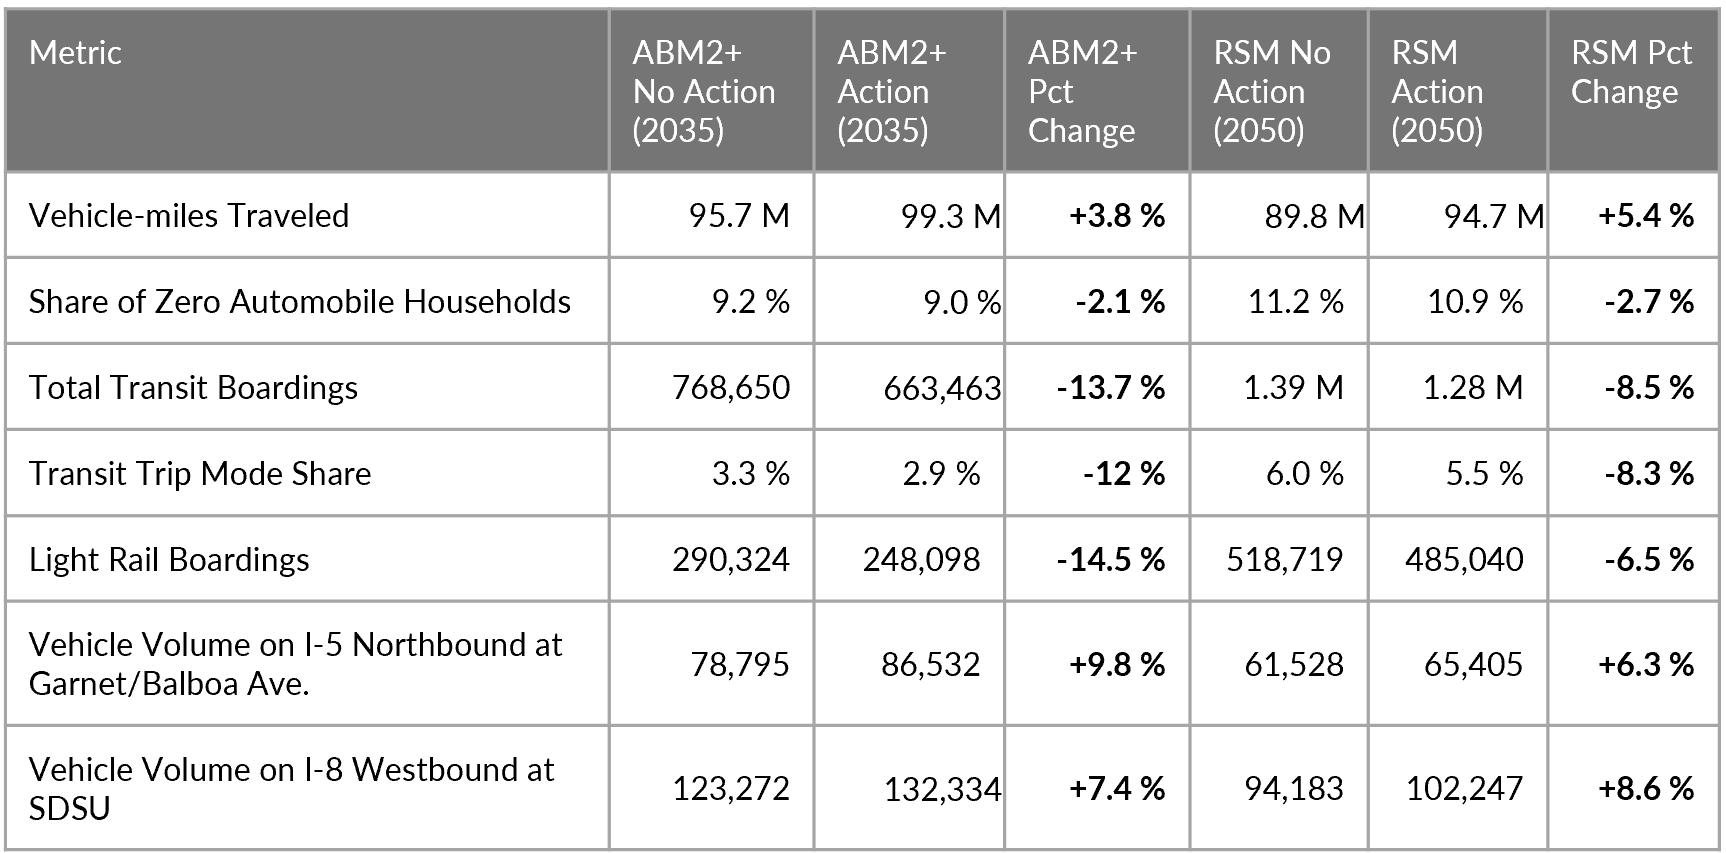 Metric ABM2+ No Action (2035) ABM2+ Action (2035) ABM2+ Pct Change RSM No Action (2050) RSM Action (2050) RSM Pct Change
Vehicle-miles Traveled 95.7 M 99.3 M +3.8 % 89.8 M 94.7 M +5.4 %
Share of Zero Automobile Households 9.2 % 9.0 % -2.1 % 11.2 % 10.9 % -2.7 %
Total Transit Boardings 768,650 663,463 -13.7 % 1.39 M 1.28 M -8.5 %
Transit Trip Mode Share 3.3 % 2.9 % -12 % 6.0 % 5.5 % -8.3 %
Light Rail Boardings 290,324 248,098 -14.5 % 518,719 485,040 -6.5 %
Vehicle Volume on I-5 Northbound at Garnet/Balboa Ave. 78,795 86,532 +9.8 % 61,528 65,405 +6.3 %
Vehicle Volume on I-8 Westbound at SDSU 123,272 132,334 +7.4 % 94,183 102,247 +8.6 %